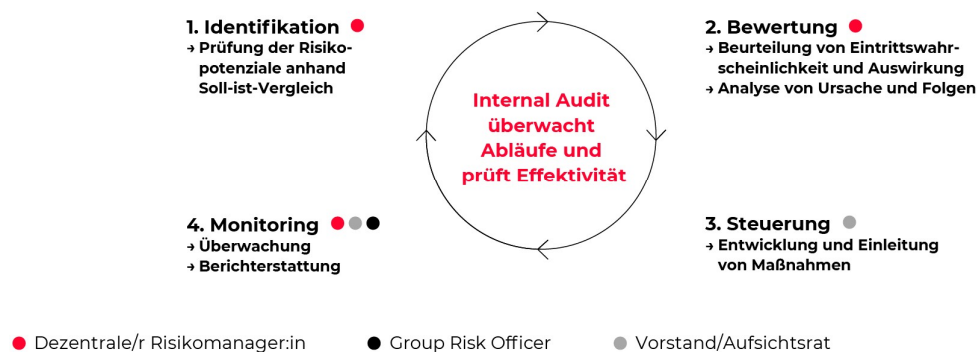 1. Identifikation
→ Prüfung der Risiko-
potenziale anhand
Soll-ist-Vergleich
2. Bewertung
→ Beurteilung von Eintrittswahr-
scheinlichkeit und Auswirkung
→ Analyse von Ursache und Folgen
Internal Audit
überwacht
Abläufe und
prüft Effektivität
4. Monitoring
→ Überwachung
→ Berichterstattung
3. Steuerung
→ Entwicklung und Einleitung
von Maßnahmen
Dezentrale/r Risikomanager:in
Group Risk Officer
Vorstand/Aufsichtsrat